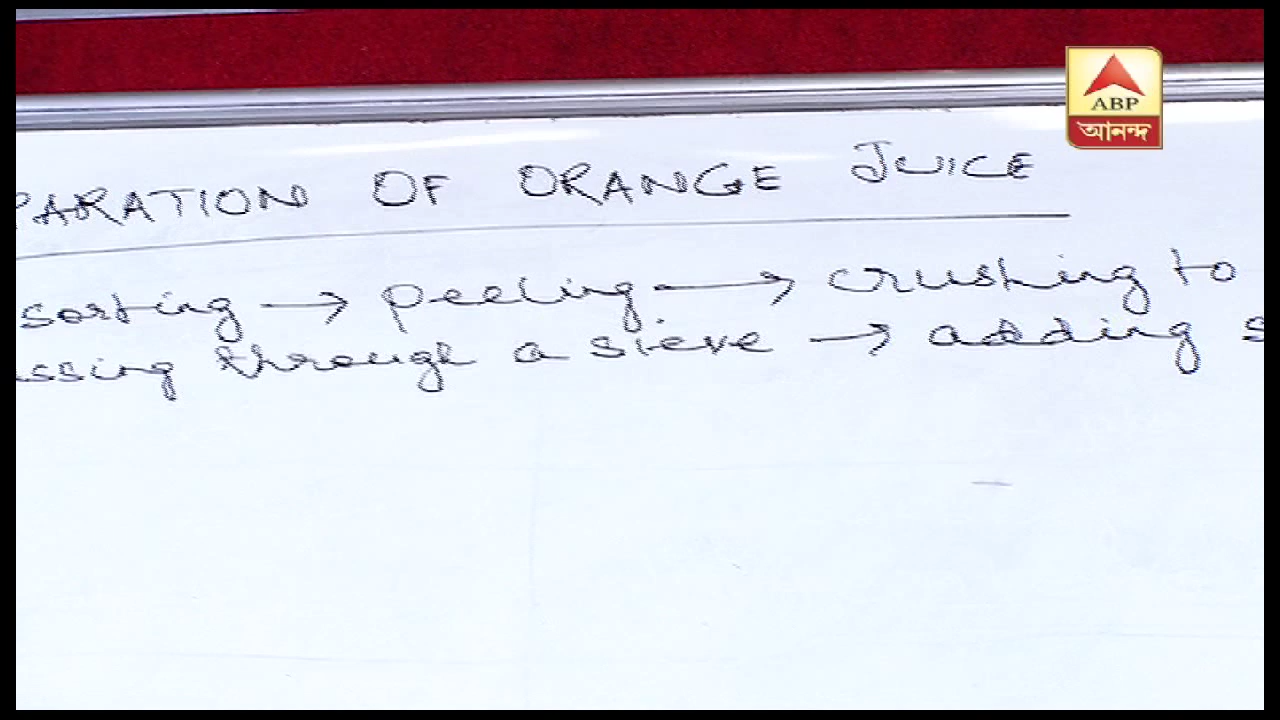 PARATION OF ORANGE JUICE
sorting → peeling → crushing to
ssing through a sieve → adding s
ABP
আনন্দ